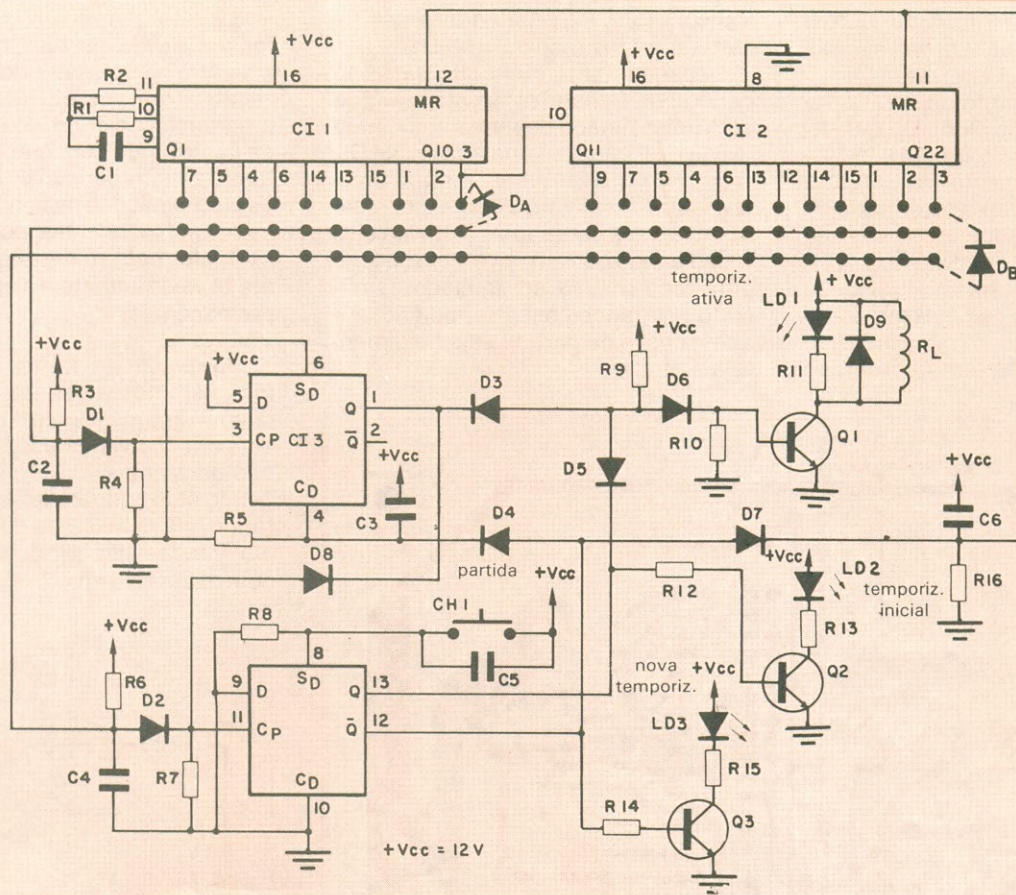 +Vcc
16
12
MR
CI 1
R2
11
R1
10
9
C1
Q1
Q10
3
7
5
4
6
14
13
15
1
2
DA
+Vcc
16
8
11
MR
10
CI 2
Q11
Q22
9
7
5
4
6
13
12
14
15
1
2
3
DB
temporiz.
ativa
LD1
+Vcc
D9
R11
RL
+Vcc
R3
D1
C2
R4
+Vcc
6
SD
5
D
Q
1
3
CP
CI3
Q̄
2
CD
4
R5
+Vcc
C3
D3
R9
+Vcc
D6
R10
Q1
D5
D4
partida
D7
+Vcc
C6
R16
D8
CH1
+Vcc
C5
R8
R12
+Vcc
LD2
temporiz.
inicial
R13
Q2
+Vcc
R6
D2
C4
R7
8
SD
9
D
Q
13
11
CP
Q̄
12
CD
10
+Vcc = 12V
nova
temporiz.
+Vcc
LD3
R15
R14
Q3